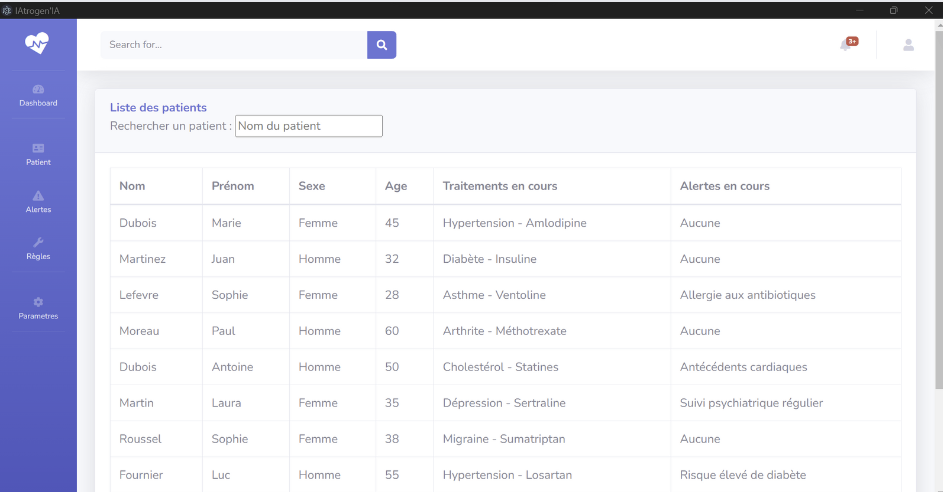 IAtrogen'IA
Search for...
3+
Dashboard
Patient
Alertes
Règles
Parametres
Liste des patients
Rechercher un patient : Nom du patient
Nom Prénom Sexe Age Traitements en cours Alertes en cours
Dubois Marie Femme 45 Hypertension - Amlodipine Aucune
Martinez Juan Homme 32 Diabète - Insuline Aucune
Lefevre Sophie Femme 28 Asthme - Ventoline Allergie aux antibiotiques
Moreau Paul Homme 60 Arthrite - Méthotrexate Aucune
Dubois Antoine Homme 50 Cholestérol - Statines Antécédents cardiaques
Martin Laura Femme 35 Dépression - Sertraline Suivi psychiatrique régulier
Roussel Sophie Femme 38 Migraine - Sumatriptan Aucune
Fournier Luc Homme 55 Hypertension - Losartan Risque élevé de diabète